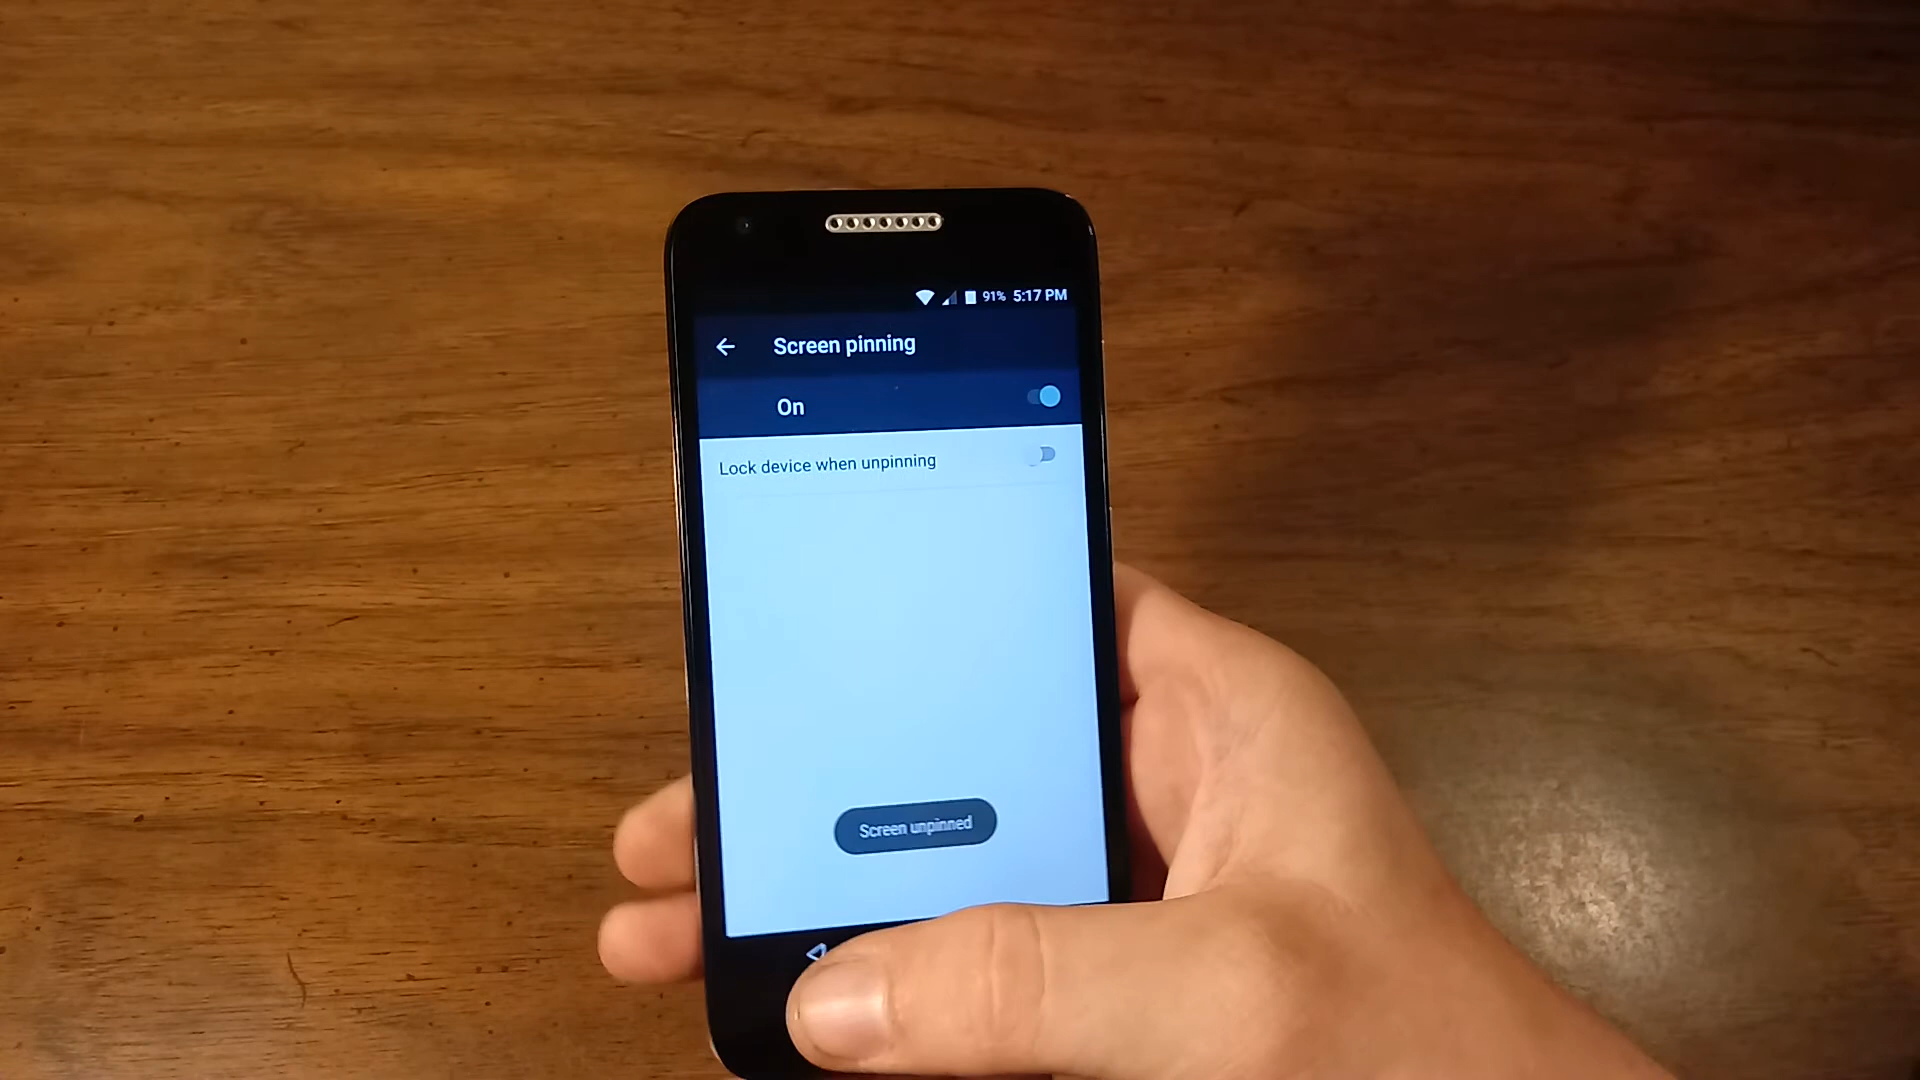 91% 5:17 PM
Screen pinning
On
Lock device when unpinning
Screen unpinned